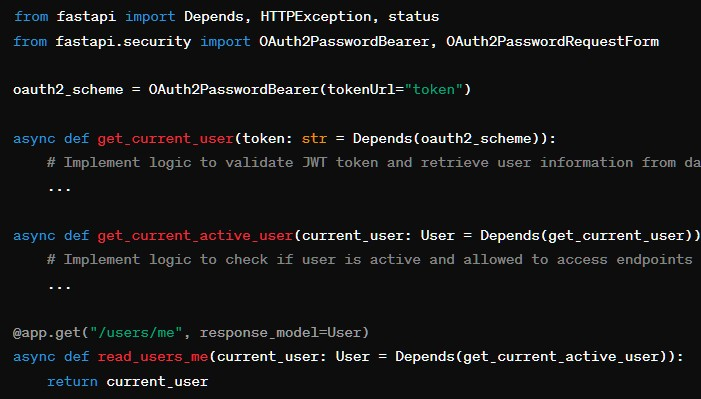 from fastapi import Depends, HTTPException, status
from fastapi.security import OAuth2PasswordBearer, OAuth2PasswordRequestForm

oauth2_scheme = OAuth2PasswordBearer(tokenUrl="token")

async def get_current_user(token: str = Depends(oauth2_scheme)):
    # Implement logic to validate JWT token and retrieve user information from da
    ...

async def get_current_active_user(current_user: User = Depends(get_current_user))
    # Implement logic to check if user is active and allowed to access endpoints
    ...

@app.get("/users/me", response_model=User)
async def read_users_me(current_user: User = Depends(get_current_active_user)):
    return current_user